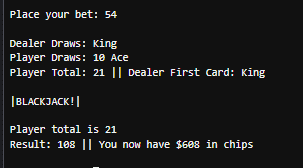 Place your bet: 54
Dealer Draws: King
Player Draws: 10 Ace
Player Total: 21 || Dealer First Card: King
|BLACKJACK!|
Player total is 21
Result: 108 || You now have $608 in chips